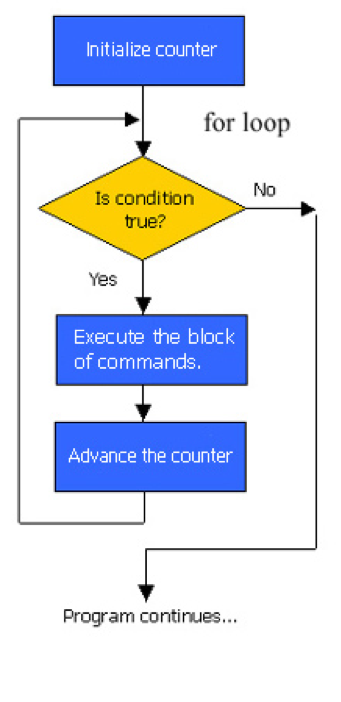 Initialize counter
for loop
Is condition
true?
No
Yes
Execute the block
of commands.
Advance the counter
Program continues...